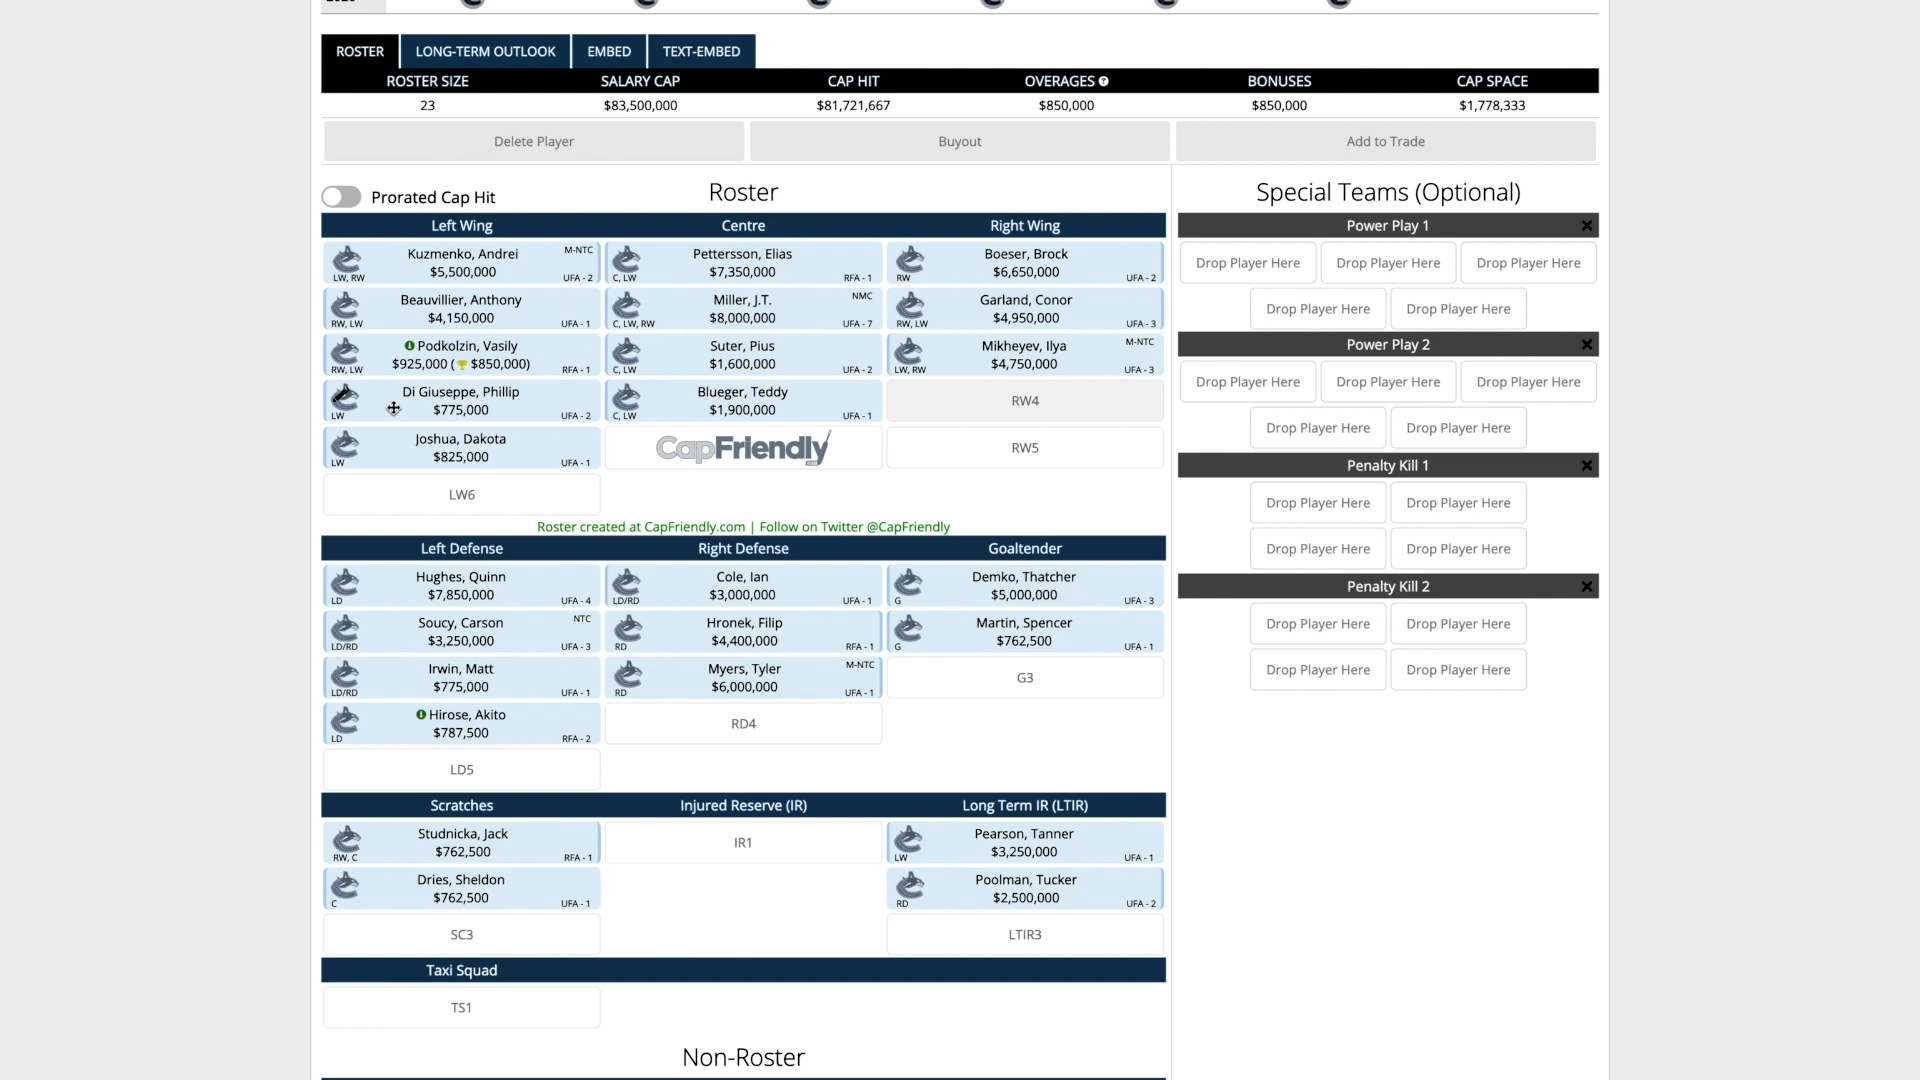 ROSTER LONG-TERM OUTLOOK EMBED TEXT-EMBED
ROSTER SIZE SALARY CAP CAP HIT OVERAGES BONUSES CAP SPACE
23 $83,500,000 $81,721,667 $850,000 $850,000 $1,778,333
Delete Player Buyout Add to Trade
Prorated Cap Hit Roster
Left Wing Centre Right Wing
Kuzmenko, Andrei M-NTC
$5,500,000
LW, RW UFA - 2
Pettersson, Elias
$7,350,000
C, LW RFA - 1
Boeser, Brock
$6,650,000
RW UFA - 2
Beauvillier, Anthony
$4,150,000
RW, LW UFA - 1
Miller, J.T. NMC
$8,000,000
C, LW, RW UFA - 7
Garland, Conor
$4,950,000
RW, LW UFA - 3
Podkolzin, Vasily
$925,000 ( $850,000)
RW, LW RFA - 1
Suter, Pius
$1,600,000
C, LW UFA - 2
Mikheyev, Ilya M-NTC
$4,750,000
LW, RW UFA - 3
Di Giuseppe, Phillip
$775,000
LW UFA - 2
Blueger, Teddy
$1,900,000
C, LW UFA - 1
RW4
Joshua, Dakota
$825,000
LW UFA - 1
CapFriendly
RW5
LW6
Roster created at CapFriendly.com | Follow on Twitter @CapFriendly
Left Defense Right Defense Goaltender
Hughes, Quinn
$7,850,000
LD UFA - 4
Cole, Ian
$3,000,000
LD/RD UFA - 1
Demko, Thatcher
$5,000,000
G UFA - 3
Soucy, Carson NTC
$3,250,000
LD/RD UFA - 3
Hronek, Filip
$4,400,000
RD RFA - 1
Martin, Spencer
$762,500
G UFA - 1
Irwin, Matt
$775,000
LD/RD UFA - 1
Myers, Tyler M-NTC
$6,000,000
RD UFA - 1
G3
Hirose, Akito
$787,500
LD RFA - 2
RD4
LD5
Scratches Injured Reserve (IR) Long Term IR (LTIR)
Studnicka, Jack
$762,500
RW, C RFA - 1
IR1
Pearson, Tanner
$3,250,000
LW UFA - 1
Dries, Sheldon
$762,500
C UFA - 1
Poolman, Tucker
$2,500,000
RD UFA - 2
SC3 LTIR3
Taxi Squad
TS1
Non-Roster
Special Teams (Optional)
Power Play 1
Drop Player Here Drop Player Here Drop Player Here
Drop Player Here Drop Player Here
Power Play 2
Drop Player Here Drop Player Here Drop Player Here
Drop Player Here Drop Player Here
Penalty Kill 1
Drop Player Here Drop Player Here
Drop Player Here Drop Player Here
Penalty Kill 2
Drop Player Here Drop Player Here
Drop Player Here Drop Player Here